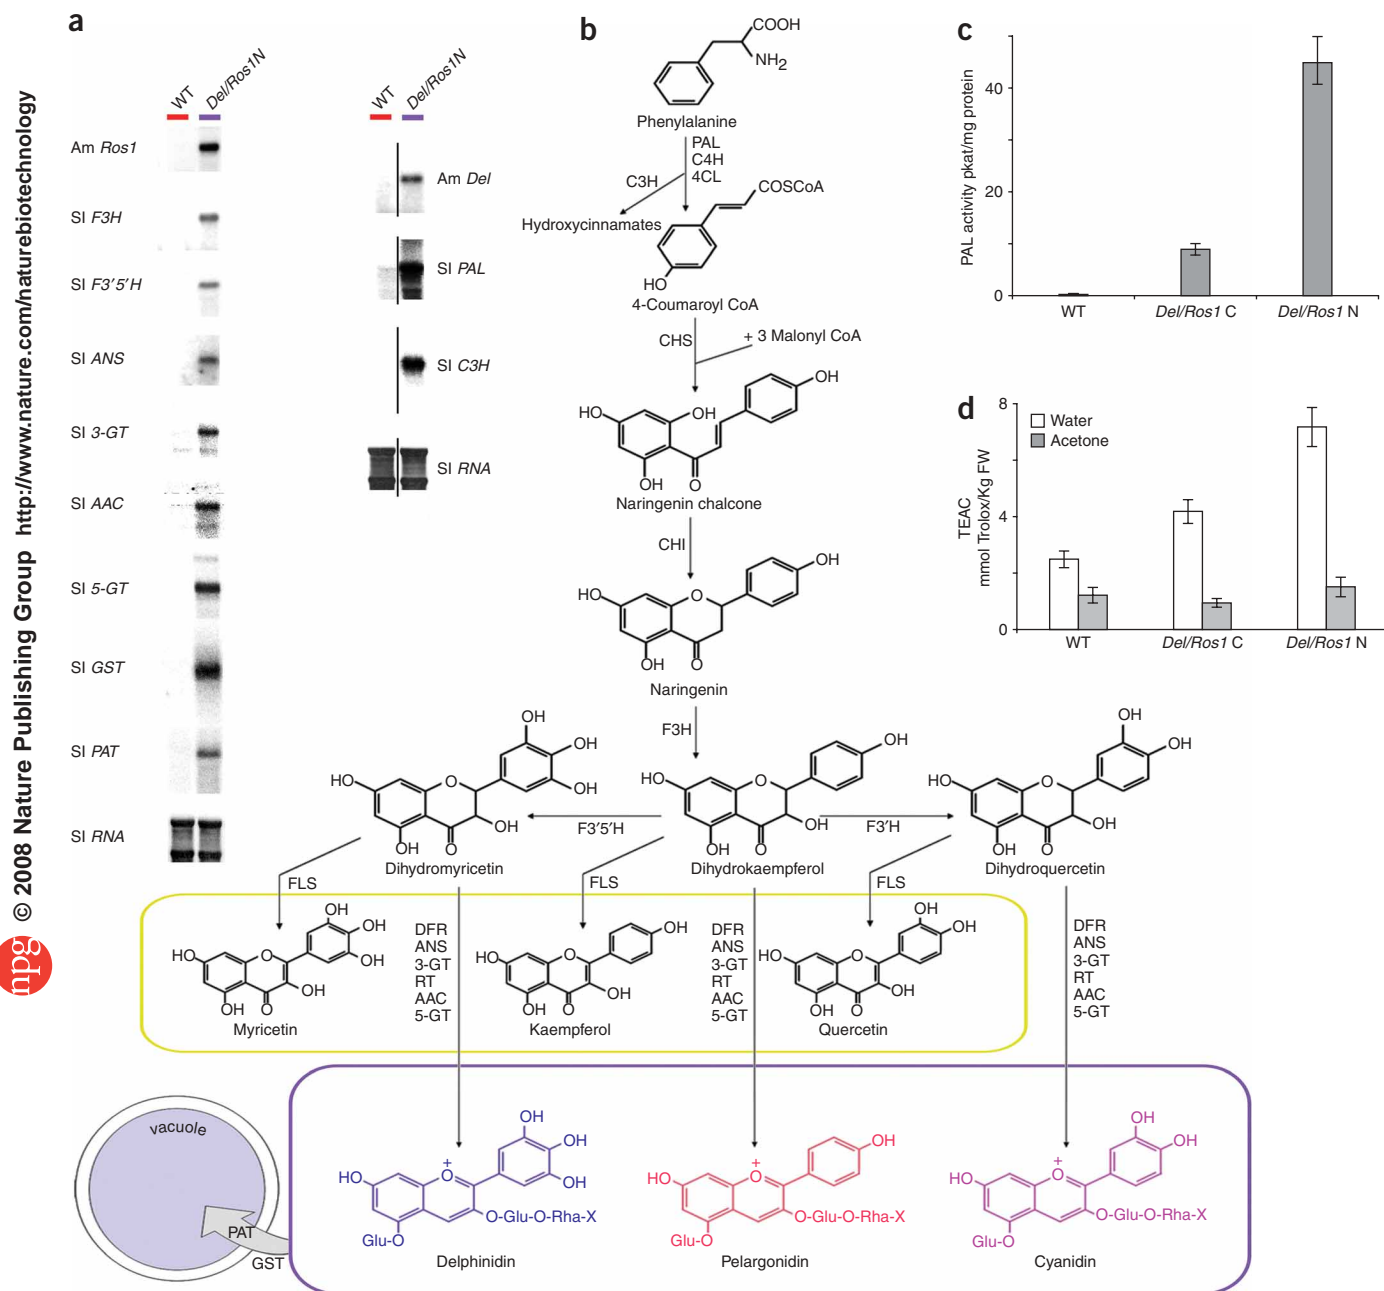 © 2008 Nature Publishing Group http://www.nature.com/naturebiotechnology
npg
a
WT
Del/Ros1N
Am Ros1
Sl F3H
Sl F3′5′H
Sl ANS
Sl 3-GT
Sl AAC
Sl 5-GT
Sl GST
Sl PAT
Sl RNA
WT
Del/Ros1N
Am Del
Sl PAL
Sl C3H
Sl RNA
b
COOH
NH2
Phenylalanine
PAL
C4H
4CL
C3H
Hydroxycinnamates
COSCoA
HO
4-Coumaroyl CoA
CHS
+ 3 Malonyl CoA
OH
HO
OH
OH
O
Naringenin chalcone
CHI
OH
HO
O
OH
O
Naringenin
F3H
OH
OH
OH
HO
O
OH
OH
O
Dihydromyricetin
F3′5′H
OH
HO
O
OH
OH
O
Dihydrokaempferol
F3′H
OH
OH
HO
O
OH
OH
O
Dihydroquercetin
FLS
FLS
FLS
OH
OH
OH
HO
O
OH
OH
O
Myricetin
DFR
ANS
3-GT
RT
AAC
5-GT
OH
HO
O
OH
OH
O
Kaempferol
DFR
ANS
3-GT
RT
AAC
5-GT
OH
OH
HO
O
OH
OH
O
Quercetin
DFR
ANS
3-GT
RT
AAC
5-GT
vacuole
PAT
GST
OH
OH
OH
HO
+
O
O-Glu-O-Rha-X
Glu-O
Delphinidin
OH
HO
+
O
O-Glu-O-Rha-X
Glu-O
Pelargonidin
OH
OH
HO
+
O
O-Glu-O-Rha-X
Glu-O
Cyanidin
c
PAL activity pkat/mg protein
40
20
0
WT
Del/Ros1 C
Del/Ros1 N
d
TEAC
mmol Trolox/Kg FW
8
4
0
Water
Acetone
WT
Del/Ros1 C
Del/Ros1 N